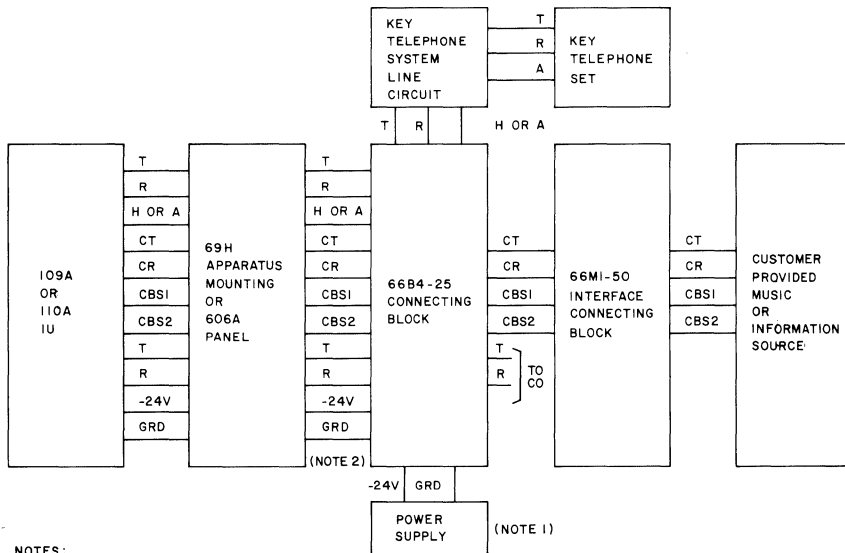 KEY
TELEPHONE
SYSTEM
LINE
CIRCUIT
T
R
A
KEY
TELEPHONE
SET
T
R
H OR A
109A
OR
110A
IU
T
R
H OR A
CT
CR
CBS1
CBS2
T
R
-24V
GRD
69H
APPARATUS
MOUNTING
OR
606A
PANEL
T
R
H OR A
CT
CR
CBS1
CBS2
T
R
-24V
GRD
(NOTE 2)
66B4-25
CONNECTING
BLOCK
CT
CR
CBS1
CBS2
T
R
TO
CO
66M1-50
INTERFACE
CONNECTING
BLOCK
CT
CR
CBS1
CBS2
CUSTOMER
PROVIDED
MUSIC
OR
INFORMATION
SOURCE
-24V GRD
POWER
SUPPLY
(NOTE 1)
NOTES: